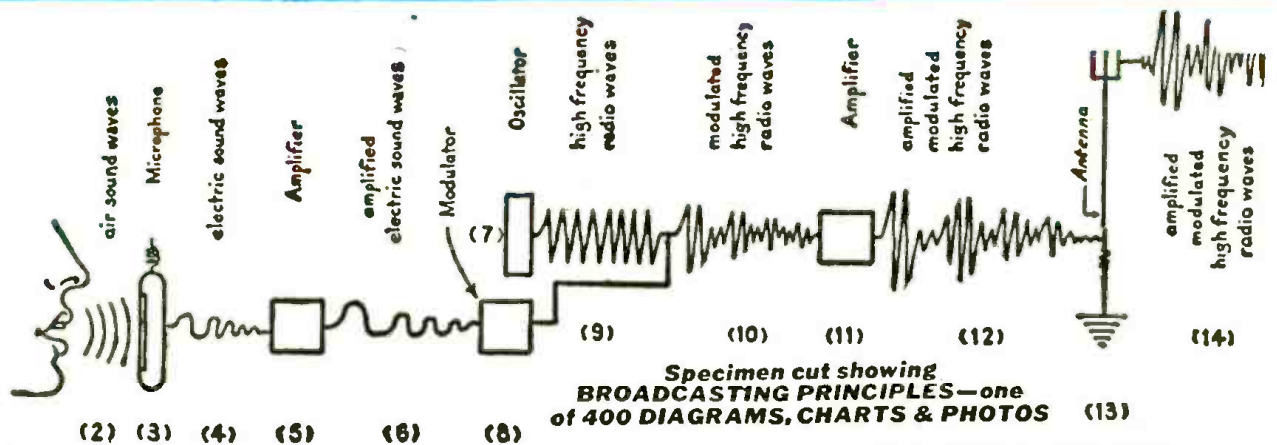 air sound waves
Microphone
electric sound waves
Amplifier
amplified
electric sound waves
Modulator
Oscillator
high frequency
radio waves
modulated
high frequency
radio waves
Amplifier
amplified
modulated
high frequency
radio waves
Antenna
amplified
modulated
high frequency
radio waves
(7)
(9)
(10)
(11)
(12)
(14)
Specimen cut showing
BROADCASTING PRINCIPLES—one
of 400 DIAGRAMS, CHARTS & PHOTOS
(13)
(2)
(3)
(4)
(5)
(6)
(8)